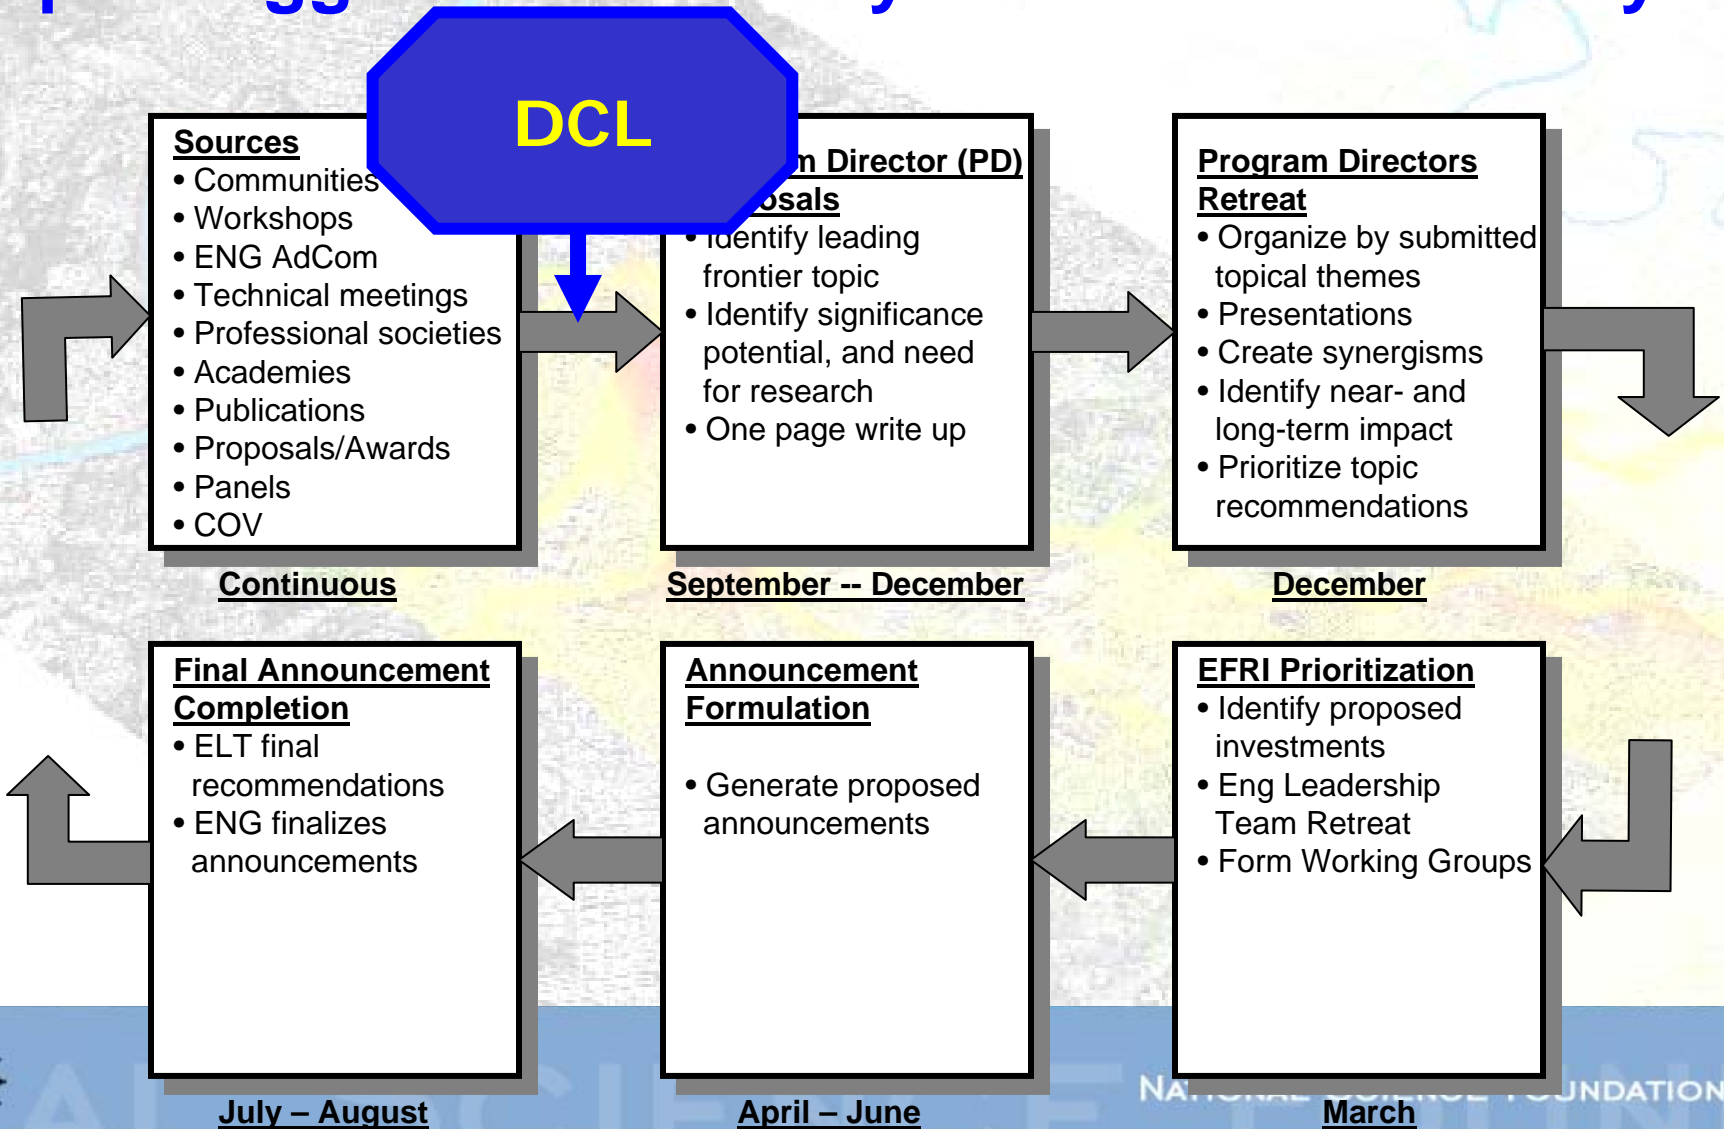 DCL
Sources
• Communities
• Workshops
• ENG AdCom
• Technical meetings
• Professional societies
• Academies
• Publications
• Proposals/Awards
• Panels
• COV
Continuous
Director (PD)
• Identify leading
frontier topic
• Identify significance
potential, and need
for research
• One page write up
September -- December
Program Directors
Retreat
• Organize by submitted
topical themes
• Presentations
• Create synergisms
• Identify near- and
long-term impact
• Prioritize topic
recommendations
December
Final Announcement
Completion
• ELT final
recommendations
• ENG finalizes
announcements
July – August
Announcement
Formulation
• Generate proposed
announcements
April – June
EFRI Prioritization
• Identify proposed
investments
• Eng Leadership
Team Retreat
• Form Working Groups
March
NATIONAL SCIENCE FOUNDATION